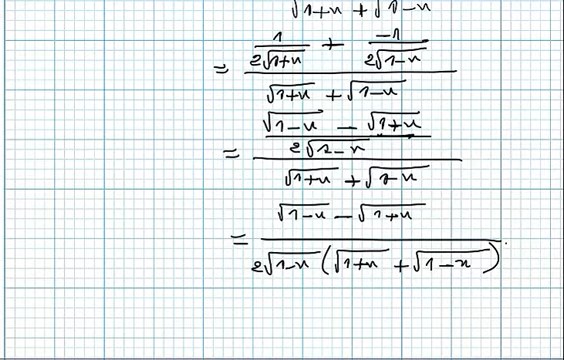 √1+x + √1-x
= 1/2√1+x + -1/2√1-x
√1+x + √1-x
= √1-x - √1+x
2√1-x
√1+x + √1-x
= √1-x - √1+x
2√1-x (√1+x + √1-x).